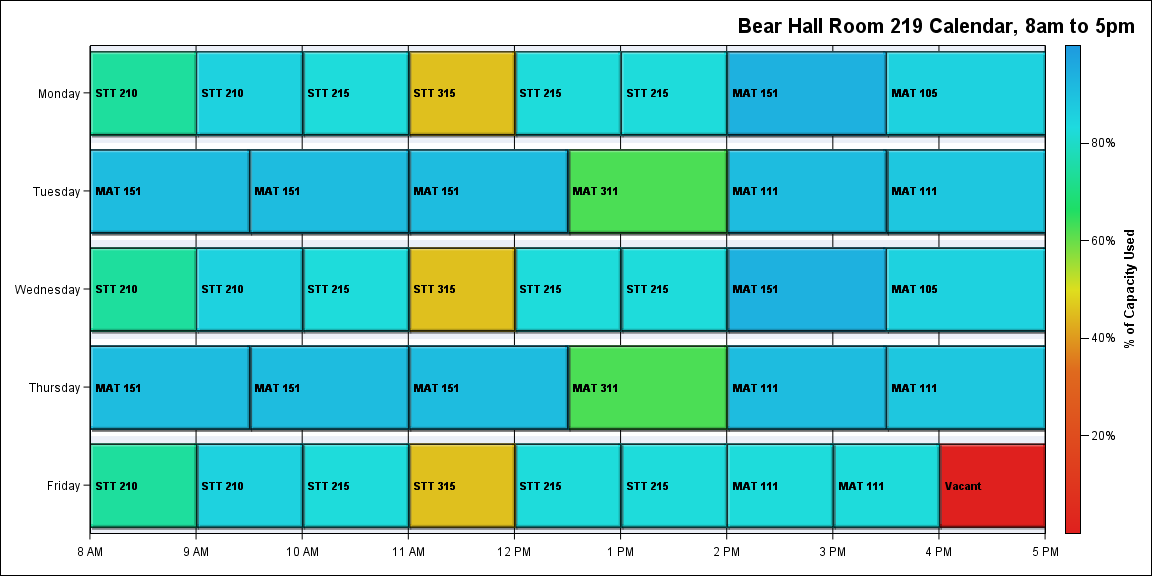 Bear Hall Room 219 Calendar, 8am to 5pm
Monday
STT 210
STT 210
STT 215
STT 315
STT 215
STT 215
MAT 151
MAT 105
Tuesday
MAT 151
MAT 151
MAT 151
MAT 311
MAT 111
MAT 111
Wednesday
STT 210
STT 210
STT 215
STT 315
STT 215
STT 215
MAT 151
MAT 105
Thursday
MAT 151
MAT 151
MAT 151
MAT 311
MAT 111
MAT 111
Friday
STT 210
STT 210
STT 215
STT 315
STT 215
STT 215
MAT 111
MAT 111
Vacant
8 AM
9 AM
10 AM
11 AM
12 PM
1 PM
2 PM
3 PM
4 PM
5 PM
80%
60%
40%
20%
% of Capacity Used